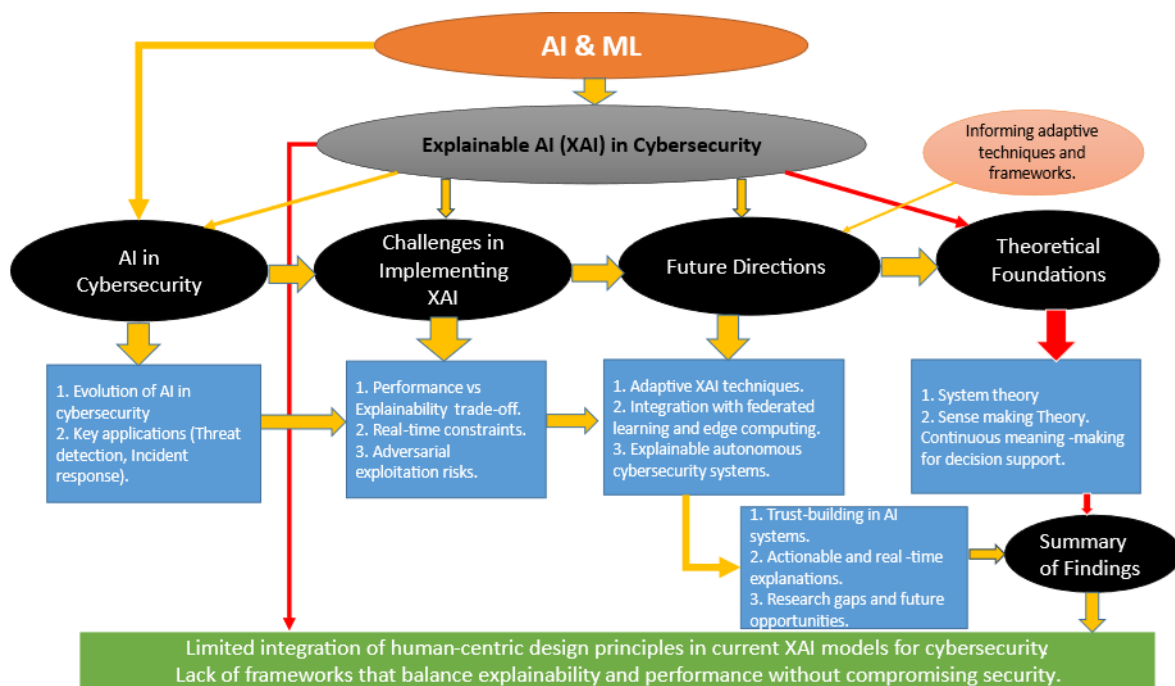 AI & ML
Explainable AI (XAI) in Cybersecurity
Informing adaptive
techniques and
frameworks.
AI in
Cybersecurity
Challenges in
Implementing
XAI
Future Directions
Theoretical
Foundations
1. Evolution of AI in
cybersecurity
2. Key applications (Threat
detection, Incident
response).
1. Performance vs
Explainability trade-off.
2. Real-time constraints.
3. Adversarial
exploitation risks.
1. Adaptive XAI techniques.
2. Integration with federated
learning and edge computing.
3. Explainable autonomous
cybersecurity systems.
1. System theory
2. Sense making Theory.
Continuous meaning -making
for decision support.
1. Trust-building in AI
systems.
2. Actionable and real -time
explanations.
3. Research gaps and future
opportunities.
Summary
of Findings
Limited integration of human-centric design principles in current XAI models for cybersecurity
Lack of frameworks that balance explainability and performance without compromising security.